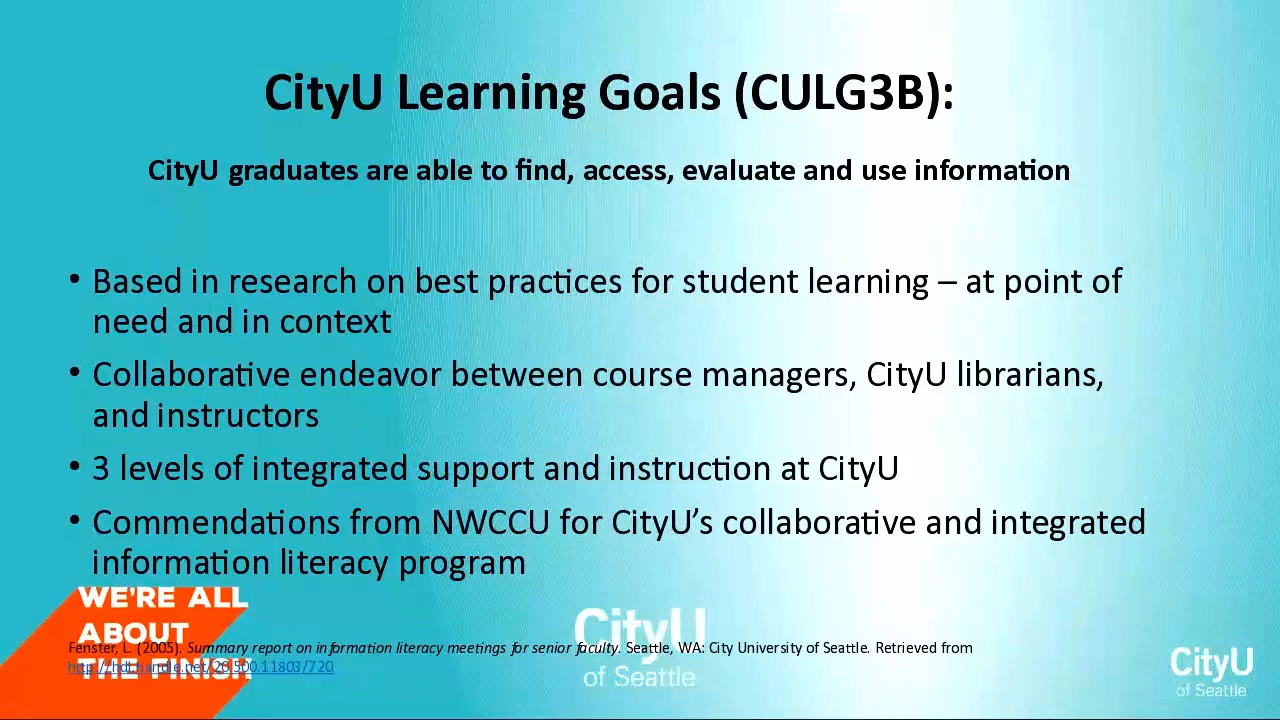 CityU Learning Goals (CULG3B):
CityU graduates are able to find, access, evaluate and use information
• Based in research on best practices for student learning – at point of
need and in context
• Collaborative endeavor between course managers, CityU librarians,
and instructors
• 3 levels of integrated support and instruction at CityU
• Commendations from NWCCU for CityU’s collaborative and integrated
information literacy program
WE'RE ALL
ABOUT
THE FINISH
Fenster, L. (2005). Summary report on information literacy meetings for senior faculty. Seattle, WA: City University of Seattle. Retrieved from
http://hdl.handle.net/20.500.11803/720
CityU
of Seattle
CityU
of Seattle